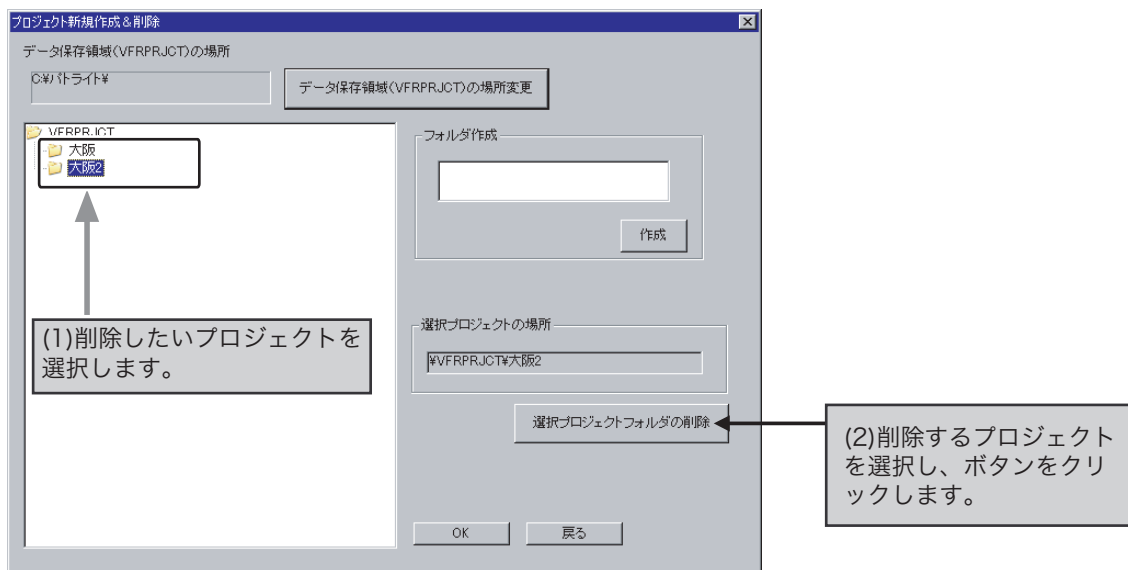 プロジェクト新規作成&削除
データ保存領域(VFRPRJCT)の場所
C:¥パトライト¥
データ保存領域(VFRPRJCT)の場所変更
VFRPRJCT
大阪
大阪2
フォルダ作成
作成
(1)削除したいプロジェクトを
選択します。
選択プロジェクトの場所
¥VFRPRJCT¥大阪2
選択プロジェクトフォルダの削除
(2)削除するプロジェクト
を選択し、ボタンをクリ
ックします。
OK
戻る